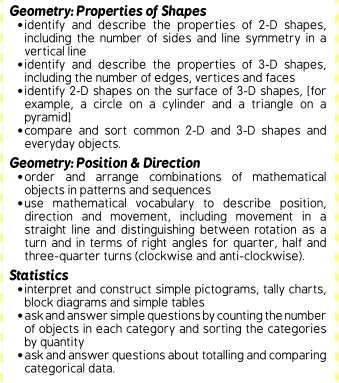 Geometry: Properties of Shapes
•identify and describe the properties of 2-D shapes,
including the number of sides and line symmetry in a
vertical line
•identify and describe the properties of 3-D shapes,
including the number of edges, vertices and faces
•identify 2-D shapes on the surface of 3-D shapes, [for
example, a circle on a cylinder and a triangle on a
pyramid]
•compare and sort common 2-D and 3-D shapes and
everyday objects.
Geometry: Position & Direction
•order and arrange combinations of mathematical
objects in patterns and sequences
•use mathematical vocabulary to describe position,
direction and movement, including movement in a
straight line and distinguishing between rotation as a
turn and in terms of right angles for quarter, half and
three-quarter turns (clockwise and anti-clockwise).
Statistics
•interpret and construct simple pictograms, tally charts,
block diagrams and simple tables
•ask and answer simple questions by counting the number
of objects in each category and sorting the categories
by quantity
•ask and answer questions about totalling and comparing
categorical data.